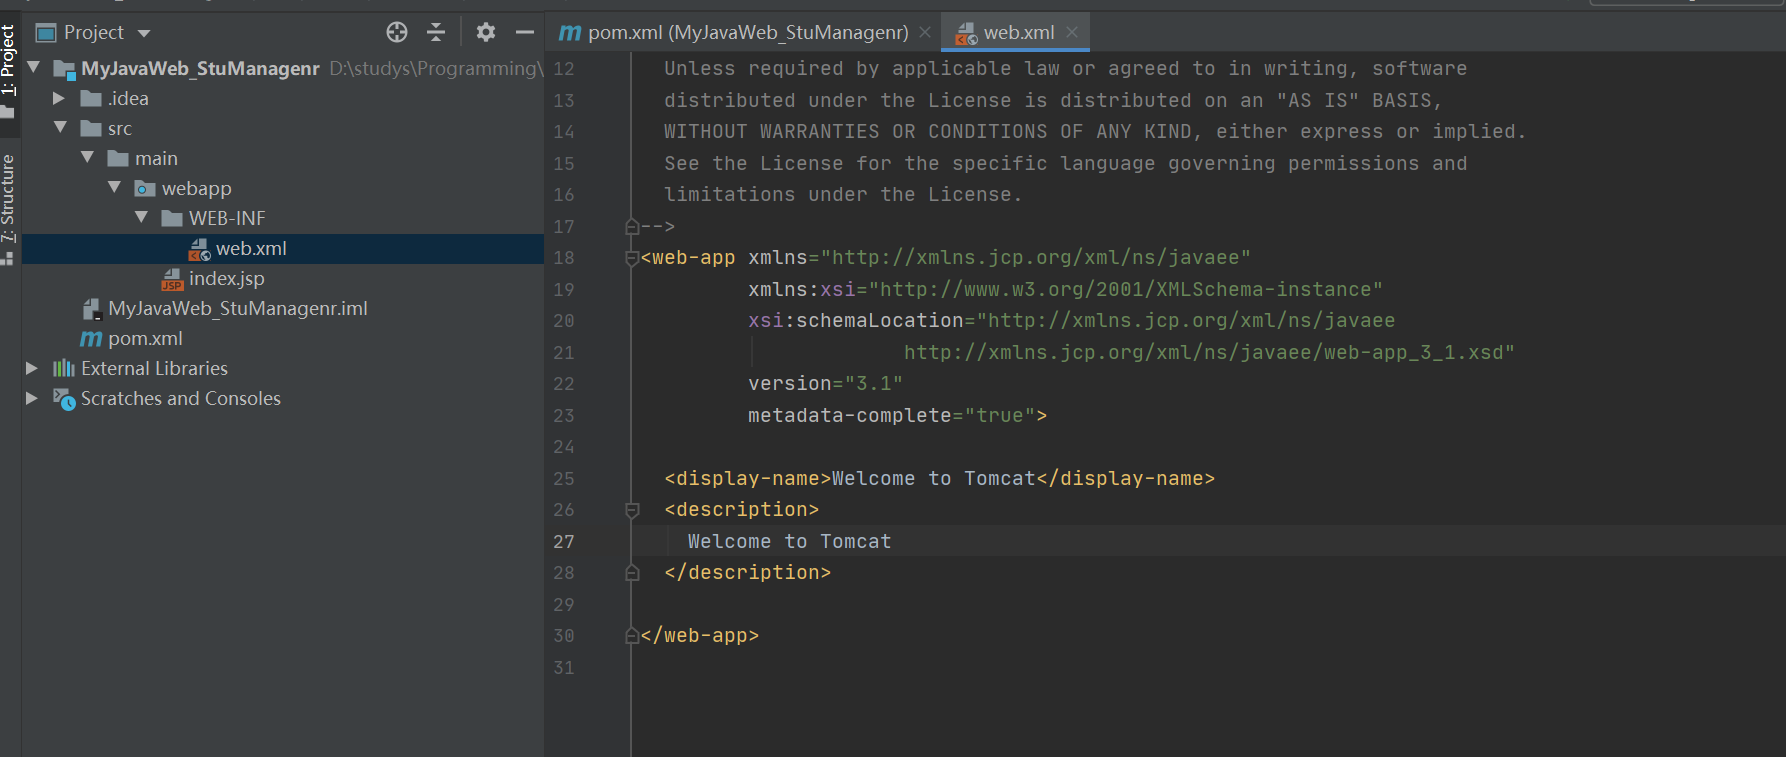 Project
MyJavaWeb_StuManagenr D:\studys\Programming\
.idea
src
main
webapp
WEB-INF
web.xml
index.jsp
MyJavaWeb_StuManagenr.iml
pom.xml
External Libraries
Scratches and Consoles
1: Project
7: Structure
pom.xml (MyJavaWeb_StuManagenr)
web.xml
12 Unless required by applicable law or agreed to in writing, software
13 distributed under the License is distributed on an "AS IS" BASIS,
14 WITHOUT WARRANTIES OR CONDITIONS OF ANY KIND, either express or implied.
15 See the License for the specific language governing permissions and
16 limitations under the License.
17 -->
18 <web-app xmlns="http://xmlns.jcp.org/xml/ns/javaee"
19 xmlns:xsi="http://www.w3.org/2001/XMLSchema-instance"
20 xsi:schemaLocation="http://xmlns.jcp.org/xml/ns/javaee
21 http://xmlns.jcp.org/xml/ns/javaee/web-app_3_1.xsd"
22 version="3.1"
23 metadata-complete="true">
24
25 <display-name>Welcome to Tomcat</display-name>
26 <description>
27 Welcome to Tomcat
28 </description>
29
30 </web-app>
31